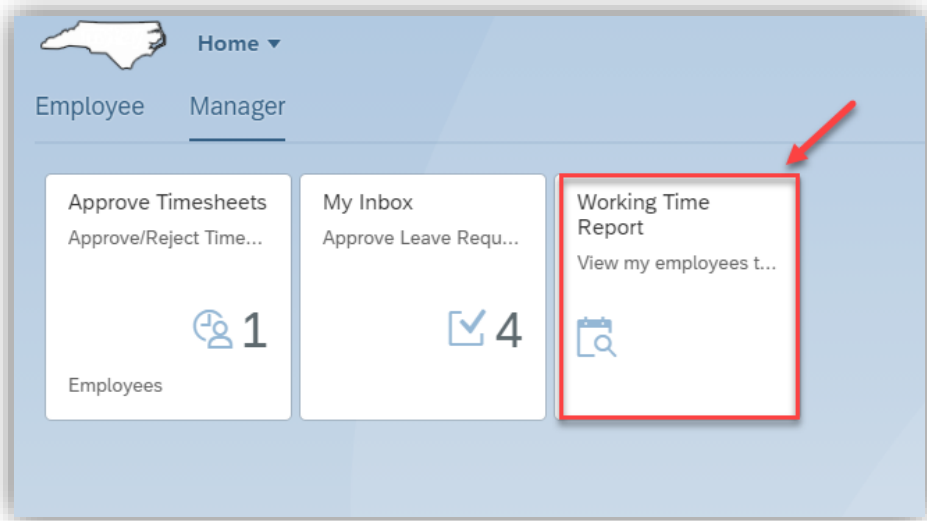 Home
Employee Manager
Approve Timesheets
Approve/Reject Time...
1
Employees
My Inbox
Approve Leave Requ...
4
Working Time
Report
View my employees t...